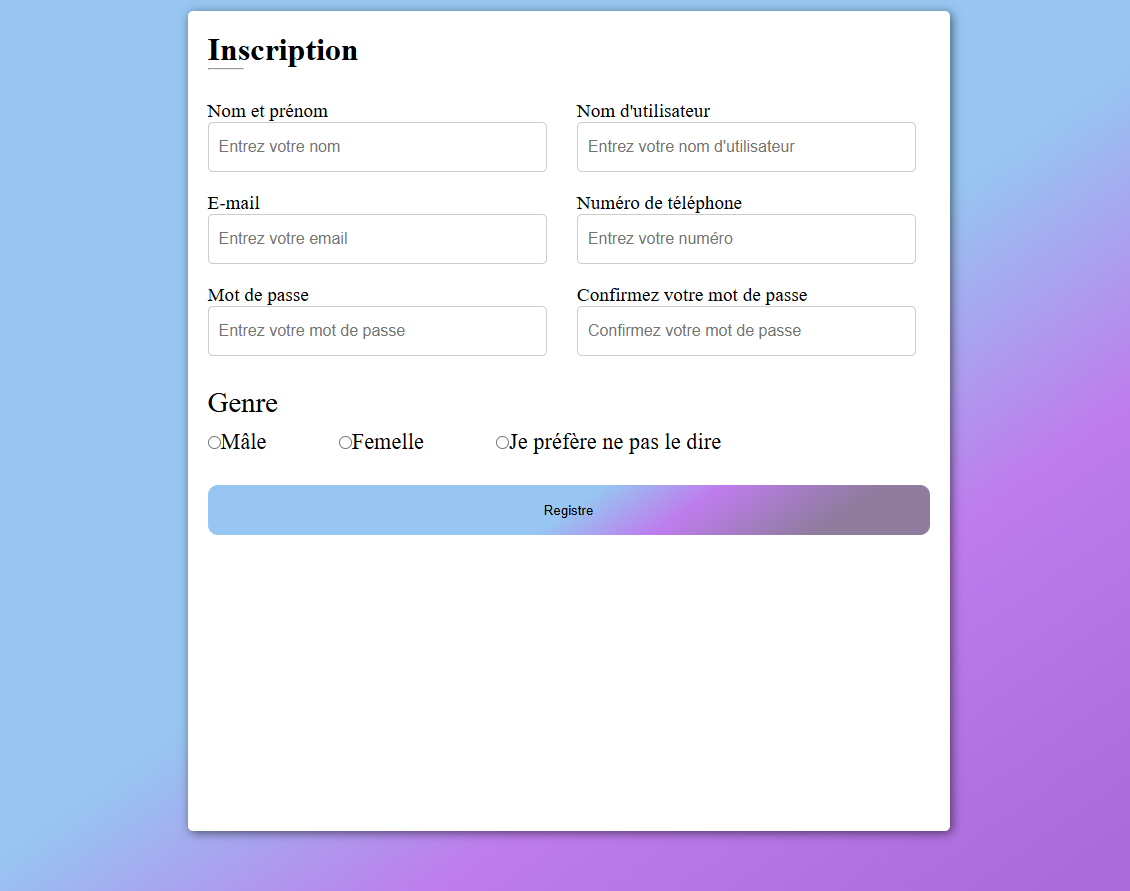 Inscription
Nom et prénom
Nom d'utilisateur
Entrez votre nom
Entrez votre nom d'utilisateur
E-mail
Numéro de téléphone
Entrez votre email
Entrez votre numéro
Mot de passe
Confirmez votre mot de passe
Entrez votre mot de passe
Confirmez votre mot de passe
Genre
Mâle
Femelle
Je préfère ne pas le dire
Registre